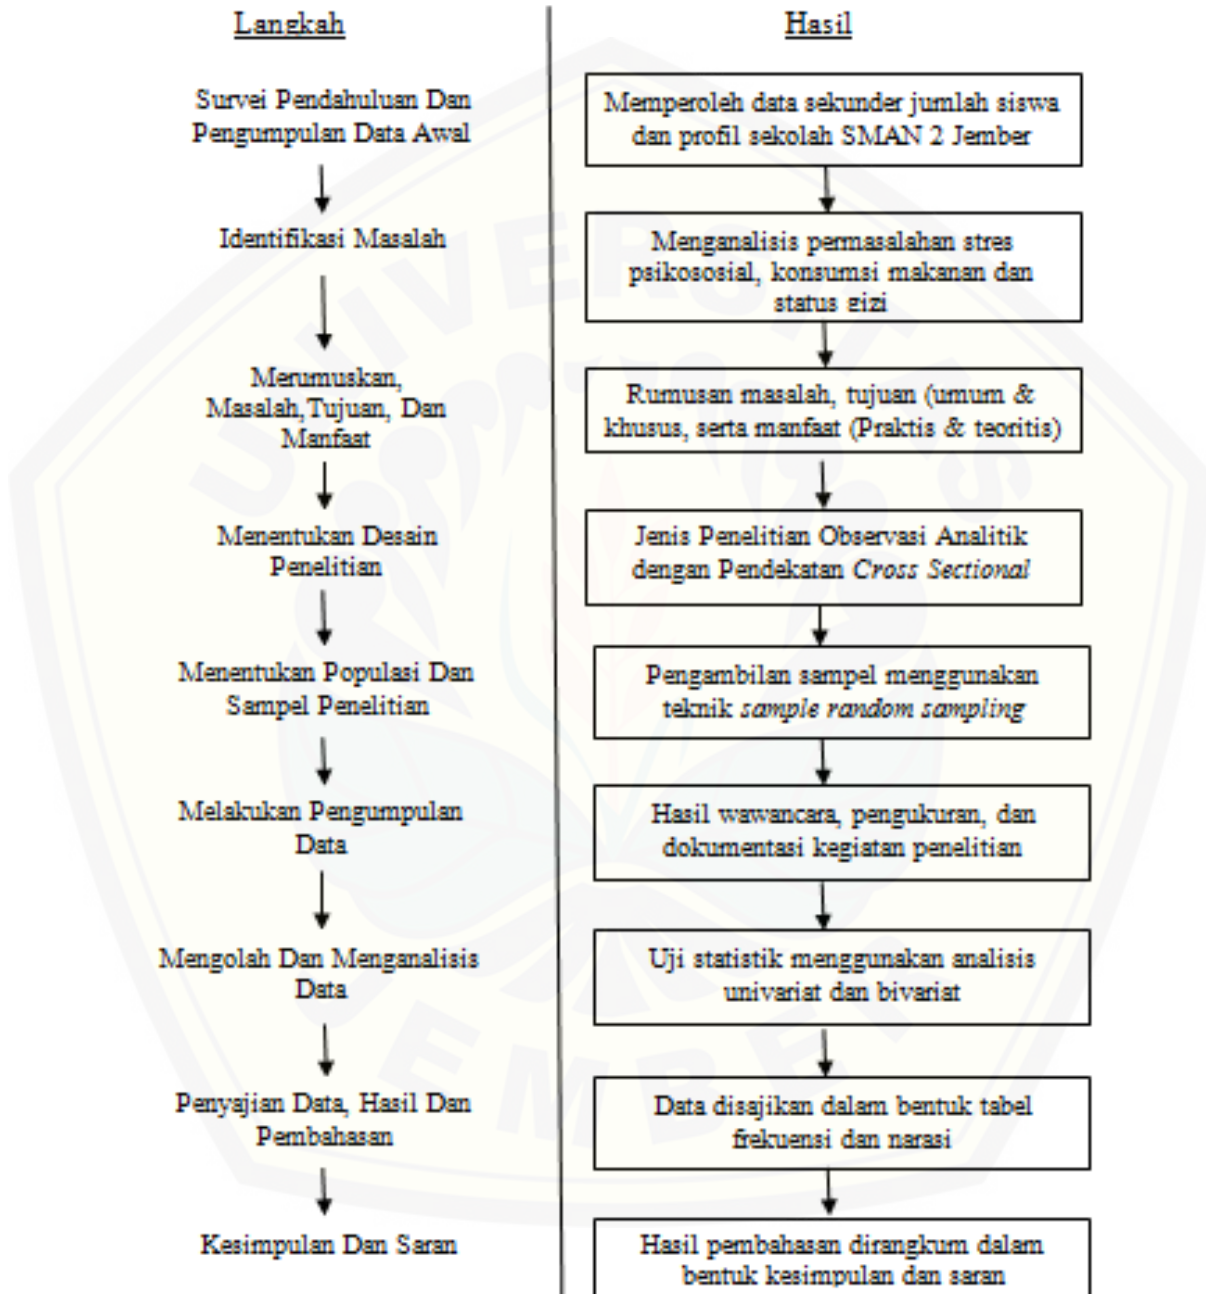 Langkah
Survei Pendahuluan Dan
Pengumpulan Data Awal
Identifikasi Masalah
Merumuskan,
Masalah,Tujuan, Dan
Manfaat
Menentukan Desain
Penelitian
Menentukan Populasi Dan
Sampel Penelitian
Melakukan Pengumpulan
Data
Mengolah Dan Menganalisis
Data
Penyajian Data, Hasil Dan
Pembahasan
Kesimpulan Dan Saran
Hasil
Memperoleh data sekunder jumlah siswa
dan profil sekolah SMAN 2 Jember
Menganalisis permasalahan stres
psikososial, konsumsi makanan dan
status gizi
Rumusan masalah, tujuan (umum &
khusus, serta manfaat (Praktis & teoritis)
Jenis Penelitian Observasi Analitik
dengan Pendekatan Cross Sectional
Pengambilan sampel menggunakan
teknik sample random sampling
Hasil wawancara, pengukuran, dan
dokumentasi kegiatan penelitian
Uji statistik menggunakan analisis
univariat dan bivariat
Data disajikan dalam bentuk tabel
frekuensi dan narasi
Hasil pembahasan dirangkum dalam
bentuk kesimpulan dan saran
UNIVERSITAS
JEMBER